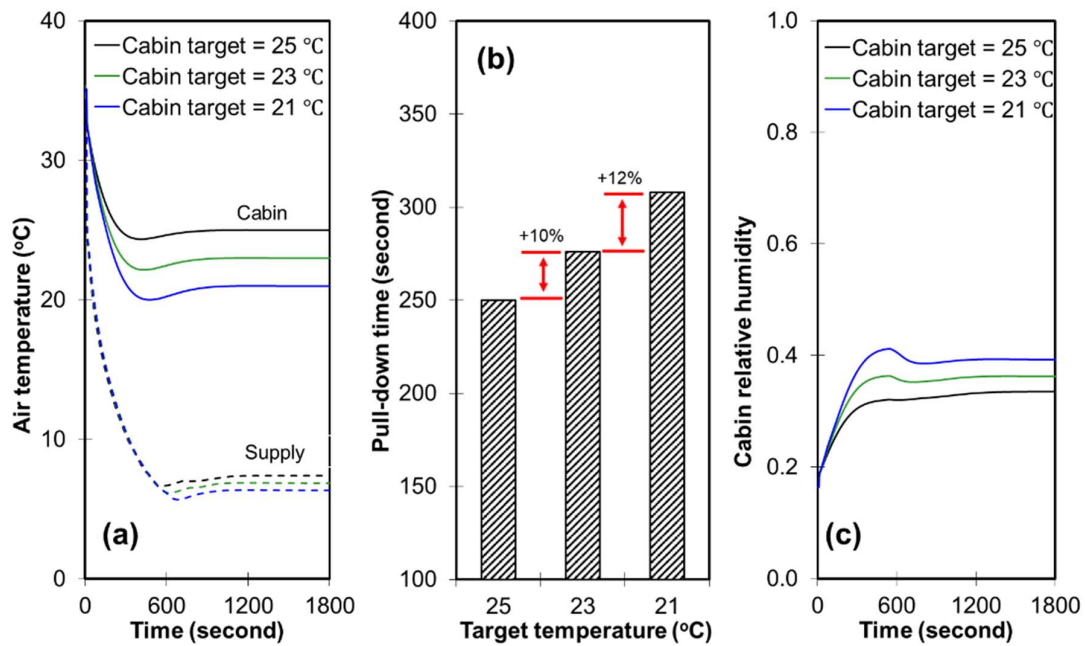 Cabin target = 25 °C
Cabin target = 23 °C
Cabin target = 21 °C
40
30
20
10
0
Air temperature (°C)
Cabin
Supply
(a)
0 600 1200 1800
Time (second)
(b)
400
350
300
250
200
150
100
Pull-down time (second)
+10%
+12%
25 23 21
Target temperature (°C)
Cabin target = 25 °C
Cabin target = 23 °C
Cabin target = 21 °C
1.0
0.8
0.6
0.4
0.2
0.0
Cabin relative humidity
(c)
0 600 1200 1800
Time (second)